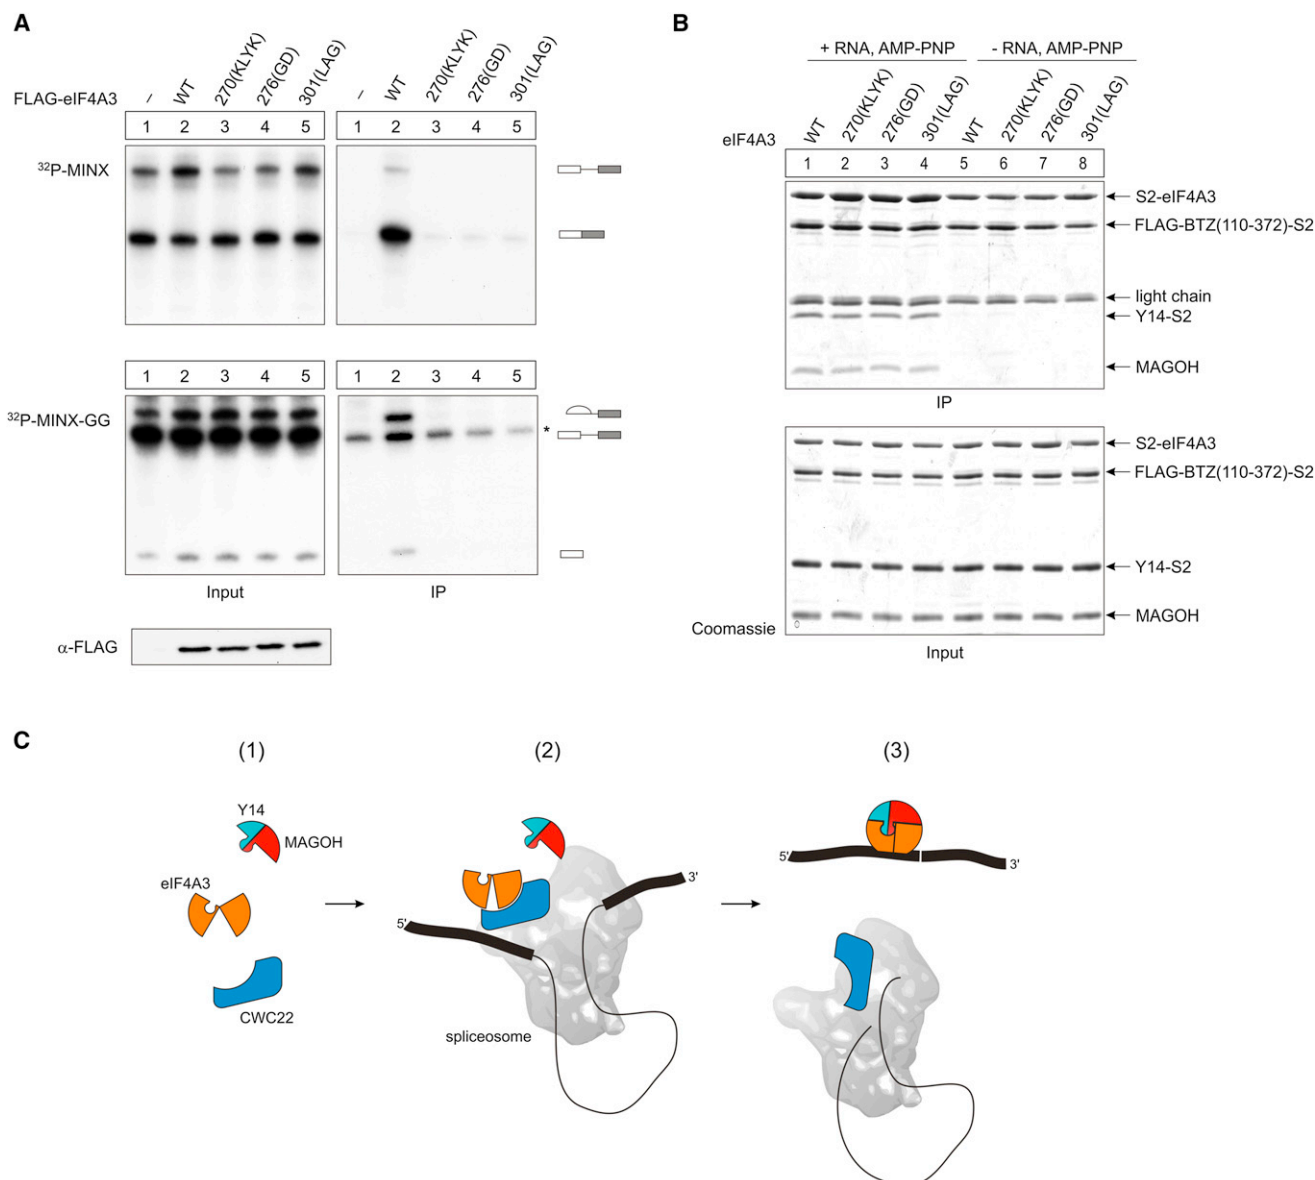 A
FLAG-eIF4A3
– WT 270(KLYK) 276(GD) 301(LAG)
– WT 270(KLYK) 276(GD) 301(LAG)
1 2 3 4 5
1 2 3 4 5
32P-MINX
1 2 3 4 5
1 2 3 4 5
32P-MINX-GG
*
Input
IP
α-FLAG
B
+ RNA, AMP-PNP
- RNA, AMP-PNP
eIF4A3
WT 270(KLYK) 276(GD) 301(LAG) WT 270(KLYK) 276(GD) 301(LAG)
1 2 3 4 5 6 7 8
S2-eIF4A3
FLAG-BTZ(110-372)-S2
light chain
Y14-S2
MAGOH
IP
S2-eIF4A3
FLAG-BTZ(110-372)-S2
Y14-S2
MAGOH
Coomassie
Input
C
(1)
(2)
(3)
Y14
MAGOH
eIF4A3
CWC22
5'
3'
spliceosome
5'
3'